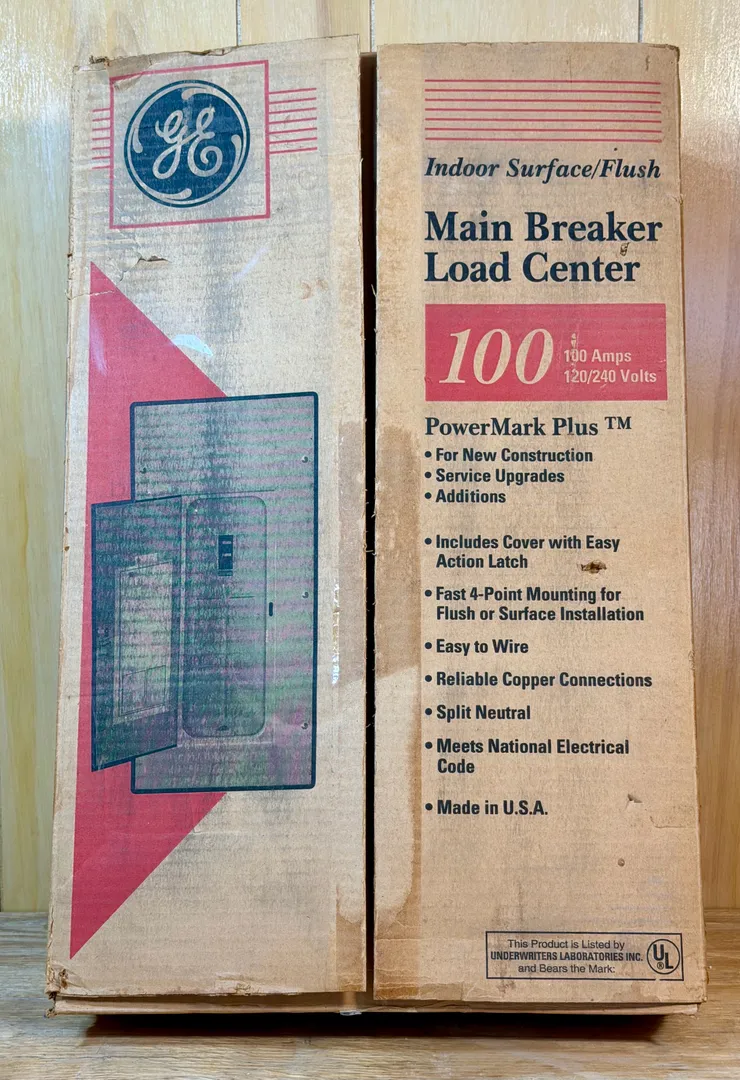 GE
Indoor Surface/Flush
Main Breaker
Load Center
100
100 Amps
120/240 Volts
PowerMark Plus ™
• For New Construction
• Service Upgrades
• Additions
• Includes Cover with Easy
Action Latch
• Fast 4-Point Mounting for
Flush or Surface Installation
• Easy to Wire
• Reliable Copper Connections
• Split Neutral
• Meets National Electrical
Code
• Made in U.S.A.
This Product is Listed by
UNDERWRITERS LABORATORIES INC.
and Bears the Mark:
UL
®